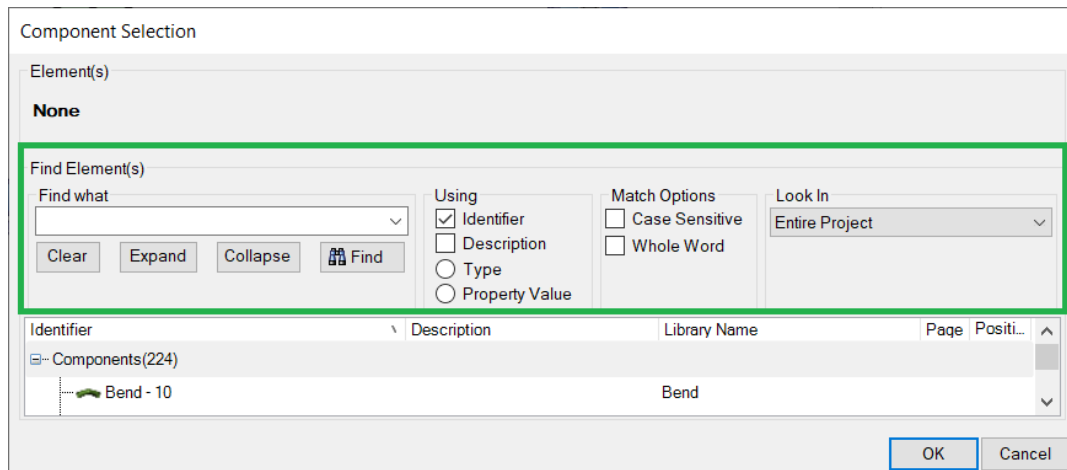 Component Selection
Element(s)
None
Find Element(s)
Find what
Clear Expand Collapse Find
Using
Identifier
Description
Type
Property Value
Match Options
Case Sensitive
Whole Word
Look In
Entire Project
Identifier Description Library Name Page Positi...
Components(224)
Bend - 10 Bend
OK Cancel